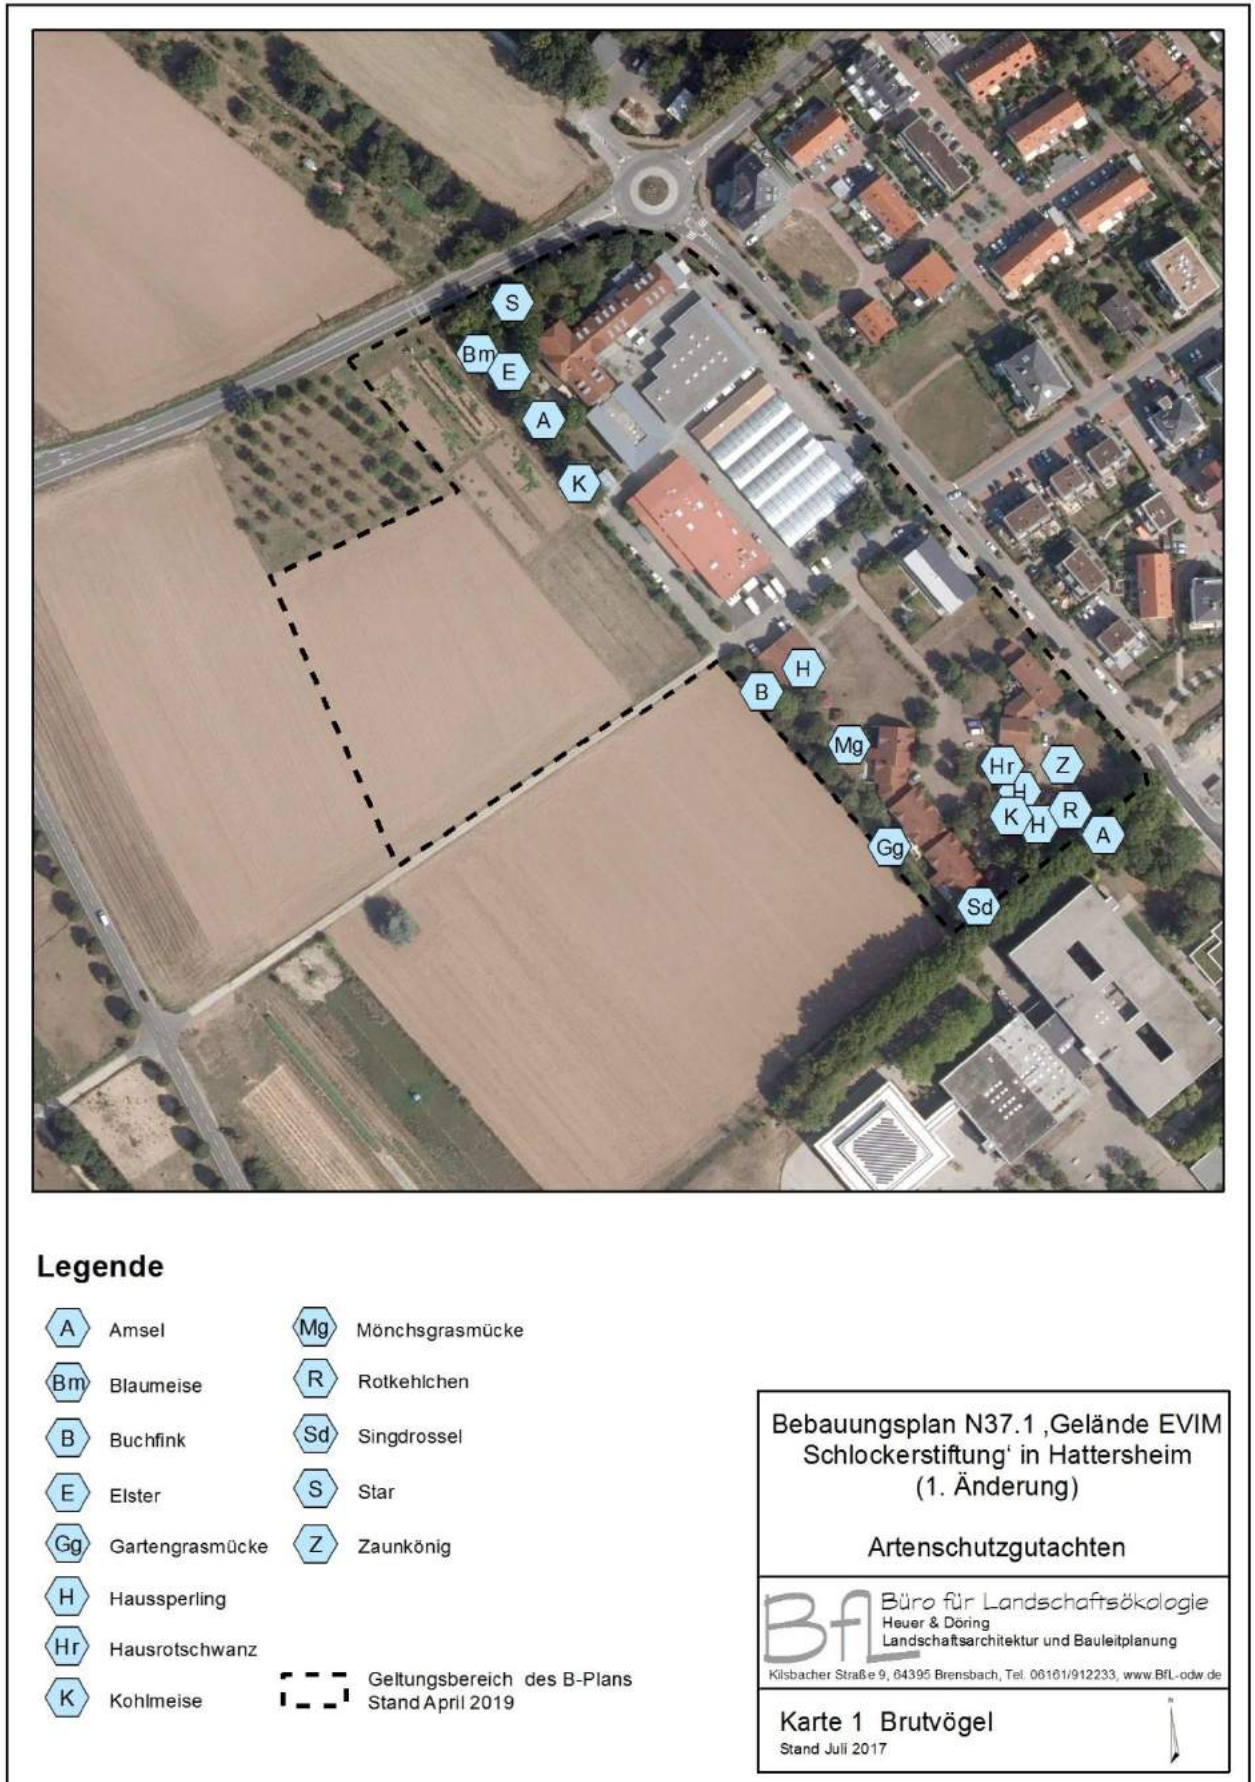 S
Bm
E
A
K
H
B
Mg
Hr
Z
H
K
H
R
A
Gg
Sd
Legende
A Amsel
Bm Blaumeise
B Buchfink
E Elster
Gg Gartengrasmücke
H Haussperling
Hr Hausrotschwanz
K Kohlmeise
Mg Mönchsgrasmücke
R Rotkehlchen
Sd Singdrossel
S Star
Z Zaunkönig
Geltungsbereich des B-Plans
Stand April 2019
Bebauungsplan N37.1 ‚Gelände EVIM
Schlockerstiftung‘ in Hattersheim
(1. Änderung)
Artenschutzgutachten
BfL
Büro für Landschaftsökologie
Heuer & Döring
Landschaftsarchitektur und Bauleitplanung
Kilsbacher Straße 9, 64395 Brensbach, Tel. 06161/912233, www.BfL-odw.de
Karte 1 Brutvögel
Stand Juli 2017
N